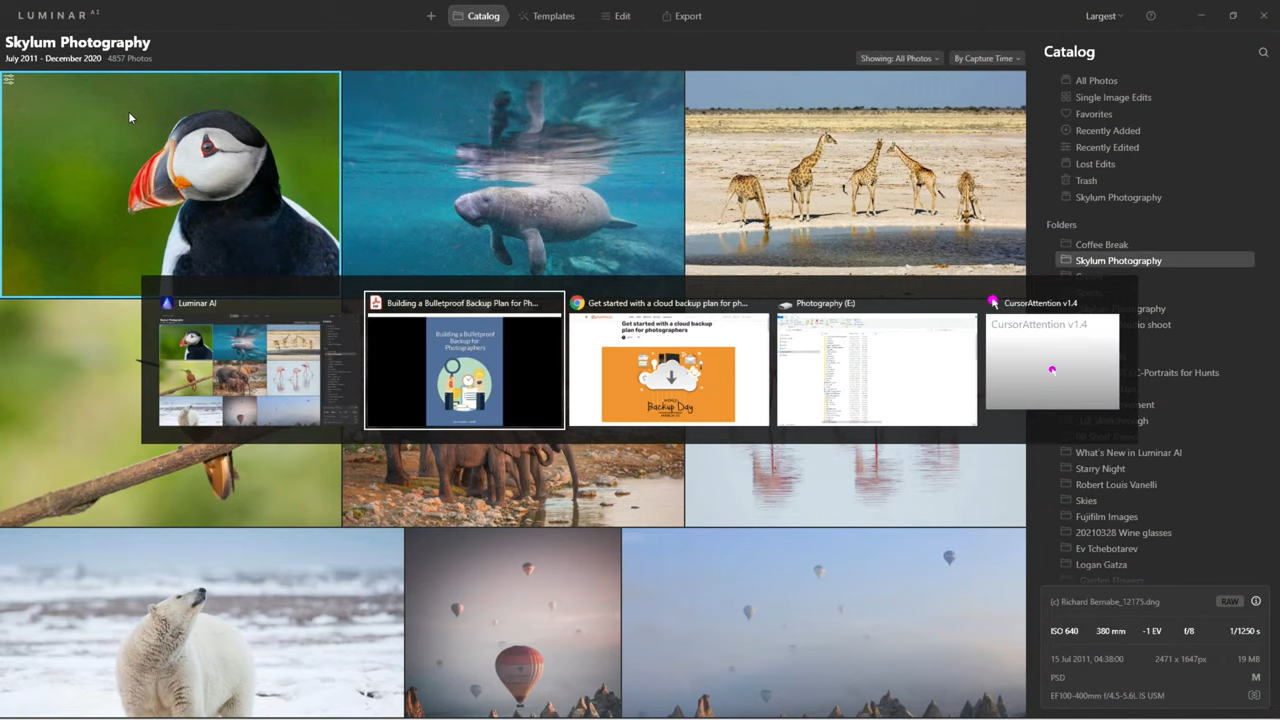 LUMINAR AI
Catalog
Templates
Edit
Export
Largest
Skylum Photography
July 2011 - December 2020 4857 Photos
Showing: All Photos
By Capture Time
Catalog
All Photos
Single Image Edits
Favorites
Recently Added
Recently Edited
Lost Edits
Trash
Skylum Photography
Folders
Coffee Break
Skylum Photography
Luminar AI
Building a Bulletproof Backup Plan for Ph...
Get started with a cloud backup plan for ph...
Photography (E:)
CursorAttention v1.4
Building a Bulletproof
Backup for
Photographers
Get started with a cloud backup
plan for photographers
WORLD
Backup Day
CursorAttention v1.4
-Portraits for Hunts
What's New in Luminar AI
Starry Night
Robert Louis Vanelli
Skies
Fujifilm Images
20210328 Wine glasses
Ev Tchebotarev
Logan Gatza
Garden Flowers
(c) Richard Bernabe_12175.dng
RAW
ISO 640 380 mm -1 EV f/8 1/1250 s
15 Jul 2011, 04:38:00 2471 x 1647px 19 MB
PSD M
EF100-400mm f/4.5-5.6L IS USM